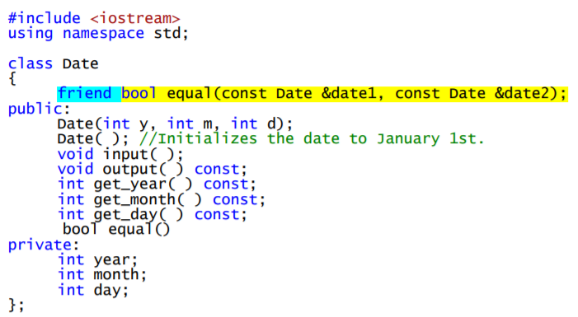 #include <iostream>
using namespace std;
class Date
{
friend bool equal(const Date &date1, const Date &date2);
public:
Date(int y, int m, int d);
Date( ); //Initializes the date to January 1st.
void input( );
void output( ) const;
int get_year( ) const;
int get_month( ) const;
int get_day( ) const;
bool equal()
private:
int year;
int month;
int day;
};